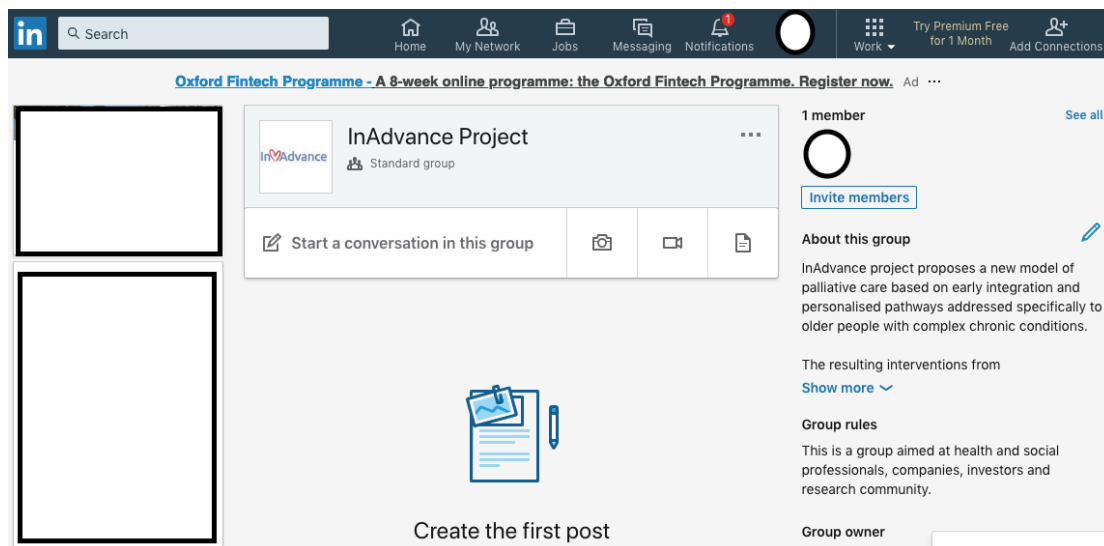 in
Search
Home
My Network
Jobs
Messaging
1
Notifications
Work
Try Premium Free
for 1 Month
Add Connections
Oxford Fintech Programme - A 8-week online programme: the Oxford Fintech Programme. Register now. Ad ···
InAdvance
InAdvance Project
Standard group
Start a conversation in this group
Create the first post
1 member
See all
Invite members
About this group
InAdvance project proposes a new model of
palliative care based on early integration and
personalised pathways addressed specifically to
older people with complex chronic conditions.
The resulting interventions from
Show more
Group rules
This is a group aimed at health and social
professionals, companies, investors and
research community.
Group owner